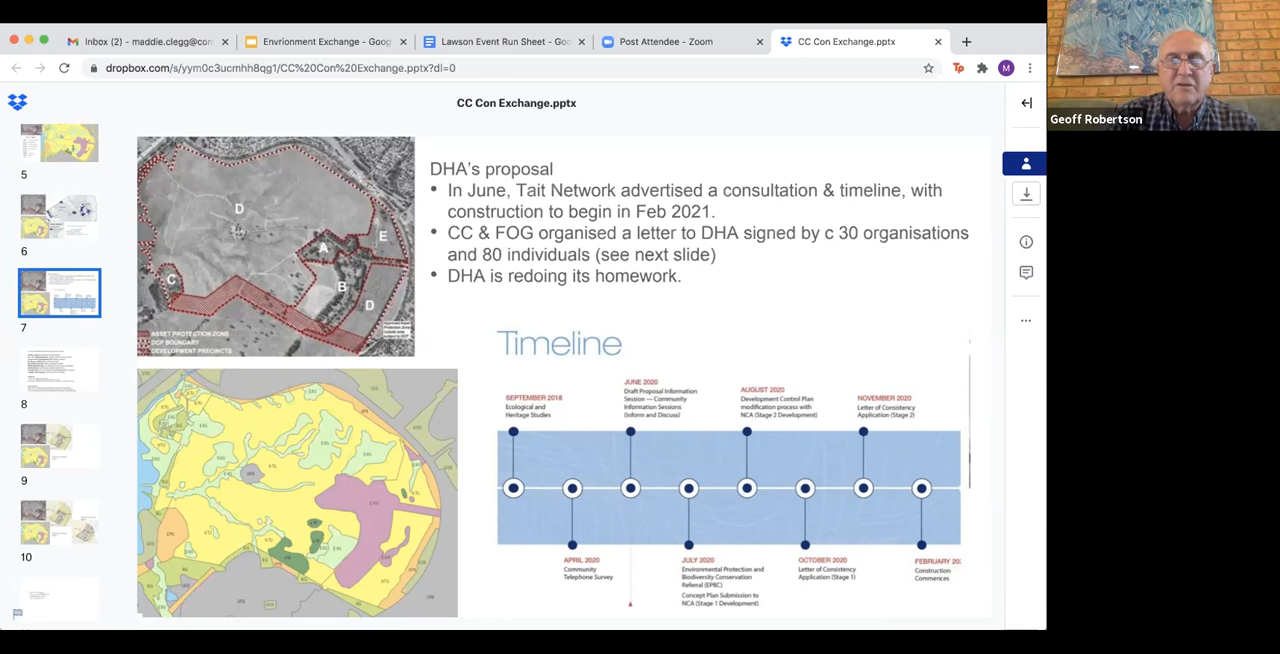 Inbox (2) - maddie.clegg@con
Envrionment Exchange - Goog
Lawson Event Run Sheet - Goo
Post Attendee - Zoom
CC Con Exchange.pptx
dropbox.com/s/yym0c3ucmhh8qg1/CC%20Con%20Exchange.pptx?dl=0
Tp
M
Geoff Robertson
CC Con Exchange.pptx
5
6
7
8
9
10
D
A
E
C
B
D
ASSET PROTECTION ZONE
DCP BOUNDARY
DEVELOPMENT PRECINCTS
DHA's proposal
• In June, Tait Network advertised a consultation & timeline, with
construction to begin in Feb 2021.
• CC & FOG organised a letter to DHA signed by c 30 organisations
and 80 individuals (see next slide)
• DHA is redoing its homework.
Timeline
SEPTEMBER 2018
Ecological and
Heritage Studies
JUNE 2020
Draft Proposal Information
Session — Community
Information Sessions
(Inform and Discuss)
AUGUST 2020
Development Control Plan
modification process with
NCA (Stage 2 Development)
NOVEMBER 2020
Letter of Consistency
Application (Stage 2)
APRIL 2020
Community
Telephone Survey
JULY 2020
Environmental Protection and
Biodiversity Conservation
Referral (EPBC)
Concept Plan Submission to
NCA (Stage 1 Development)
OCTOBER 2020
Letter of Consistency
Application (Stage 1)
FEBRUARY 202
Construction
Commences